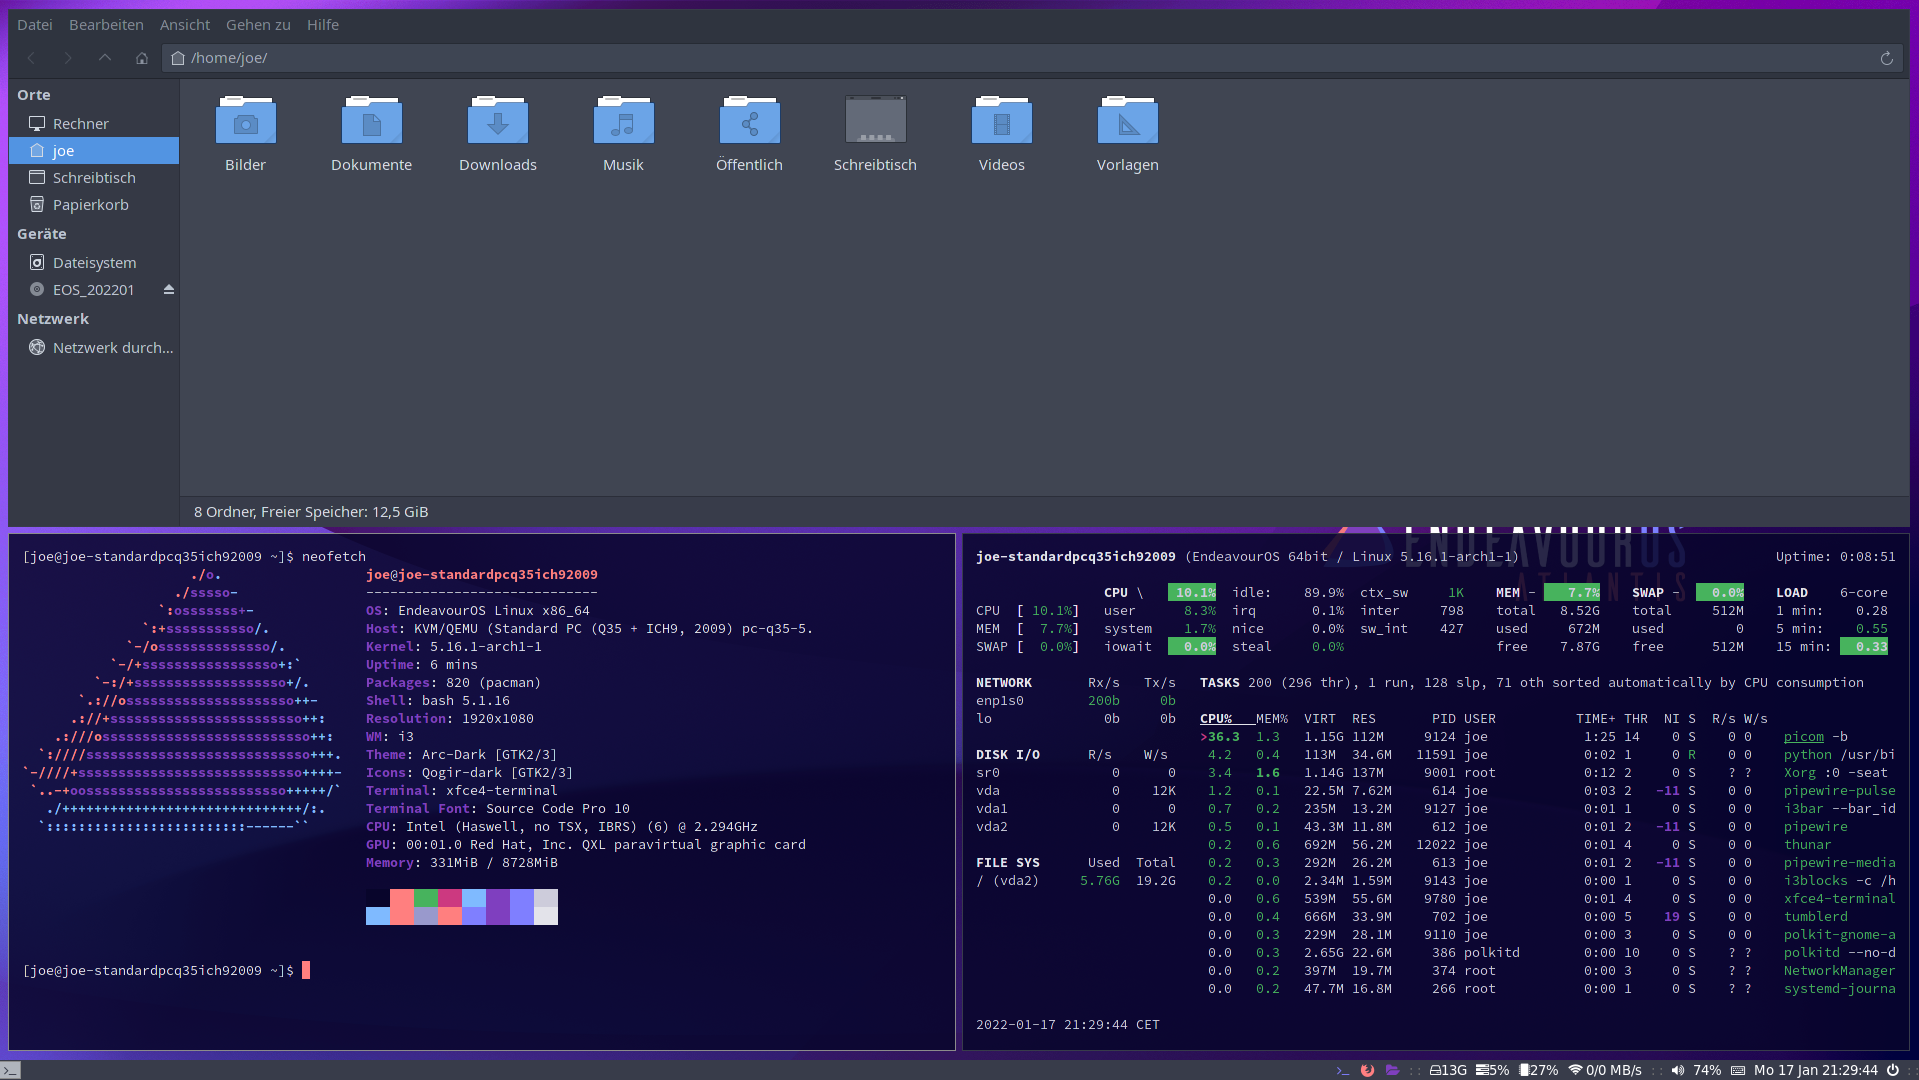 Datei Bearbeiten Ansicht Gehen zu Hilfe
/home/joe/
Orte
Rechner
joe
Schreibtisch
Papierkorb
Geräte
Dateisystem
EOS_202201
Netzwerk
Netzwerk durch...
Bilder Dokumente Downloads Musik Öffentlich Schreibtisch Videos Vorlagen
8 Ordner, Freier Speicher: 12,5 GiB
[joe@joe-standardpcq35ich92009 ~]$ neofetch
./o.
./sssso-
`:osssssss+-
`:+sssssssssso/.
`-/ossssssssssssso/.
`-/+sssssssssssssssso+:`
`-:/+sssssssssssssssssso+/.
`.://osssssssssssssssssssso++-
.://+ssssssssssssssssssssssso++:
.:///ossssssssssssssssssssssssso++:
`:////ssssssssssssssssssssssssssso+++.
`-////+ssssssssssssssssssssssssssso++++-
`..-+oosssssssssssssssssssssssso+++++/`
./++++++++++++++++++++++++++++++/:.
`:::::::::::::::::::::::::------``
joe@joe-standardpcq35ich92009
-----------------------------
OS: EndeavourOS Linux x86_64
Host: KVM/QEMU (Standard PC (Q35 + ICH9, 2009) pc-q35-5.
Kernel: 5.16.1-arch1-1
Uptime: 6 mins
Packages: 820 (pacman)
Shell: bash 5.1.16
Resolution: 1920x1080
WM: i3
Theme: Arc-Dark [GTK2/3]
Icons: Qogir-dark [GTK2/3]
Terminal: xfce4-terminal
Terminal Font: Source Code Pro 10
CPU: Intel (Haswell, no TSX, IBRS) (6) @ 2.294GHz
GPU: 00:01.0 Red Hat, Inc. QXL paravirtual graphic card
Memory: 331MiB / 8728MiB
[joe@joe-standardpcq35ich92009 ~]$
ENDEAVOUROS
ATLANTIS
joe-standardpcq35ich92009 (EndeavourOS 64bit / Linux 5.16.1-arch1-1) Uptime: 0:08:51
CPU \ 10.1% idle: 89.9% ctx_sw 1K MEM - 7.7% SWAP - 0.0% LOAD 6-core
CPU [ 10.1%] user 8.3% irq 0.1% inter 798 total 8.52G total 512M 1 min: 0.28
MEM [ 7.7%] system 1.7% nice 0.0% sw_int 427 used 672M used 0 5 min: 0.55
SWAP [ 0.0%] iowait 0.0% steal 0.0% free 7.87G free 512M 15 min: 0.33
NETWORK Rx/s Tx/s
enp1s0 200b 0b
lo 0b 0b
DISK I/O R/s W/s
sr0 0 0
vda 0 12K
vda1 0 0
vda2 0 12K
FILE SYS Used Total
/ (vda2) 5.76G 19.2G
TASKS 200 (296 thr), 1 run, 128 slp, 71 oth sorted automatically by CPU consumption
CPU% MEM% VIRT RES PID USER TIME+ THR NI S R/s W/s
>36.3 1.3 1.15G 112M 9124 joe 1:25 14 0 S 0 0 picom -b
4.2 0.4 113M 34.6M 11591 joe 0:02 1 0 R 0 0 python /usr/bi
3.4 1.6 1.14G 137M 9001 root 0:12 2 0 S ? ? Xorg :0 -seat
1.2 0.1 22.5M 7.62M 614 joe 0:03 2 -11 S 0 0 pipewire-pulse
0.7 0.2 235M 13.2M 9127 joe 0:01 1 0 S 0 0 i3bar --bar_id
0.5 0.1 43.3M 11.8M 612 joe 0:01 2 -11 S 0 0 pipewire
0.2 0.6 692M 56.2M 12022 joe 0:01 4 0 S 0 0 thunar
0.2 0.3 292M 26.2M 613 joe 0:01 2 -11 S 0 0 pipewire-media
0.2 0.0 2.34M 1.59M 9143 joe 0:00 1 0 S 0 0 i3blocks -c /h
0.0 0.6 539M 55.6M 9780 joe 0:01 4 0 S 0 0 xfce4-terminal
0.0 0.4 666M 33.9M 702 joe 0:00 5 19 S 0 0 tumblerd
0.0 0.3 229M 28.1M 9110 joe 0:00 3 0 S 0 0 polkit-gnome-a
0.0 0.3 2.65G 22.6M 386 polkitd 0:00 10 0 S ? ? polkitd --no-d
0.0 0.2 397M 19.7M 374 root 0:00 3 0 S ? ? NetworkManager
0.0 0.2 47.7M 16.8M 266 root 0:00 1 0 S ? ? systemd-journa
2022-01-17 21:29:44 CET
13G 5% 27% 0/0 MB/s 74% Mo 17 Jan 21:29:44